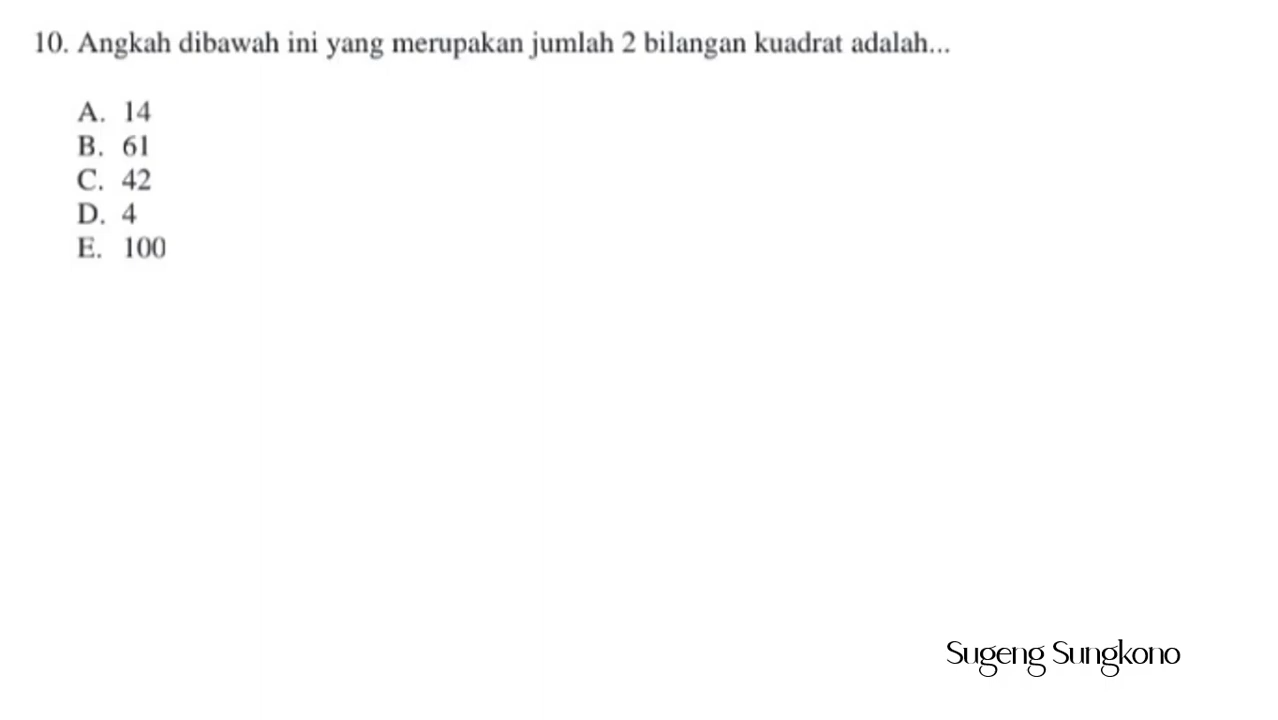 10. Angkah dibawah ini yang merupakan jumlah 2 bilangan kuadrat adalah...
A. 14
B. 61
C. 42
D. 4
E. 100
Sugeng Sungkono